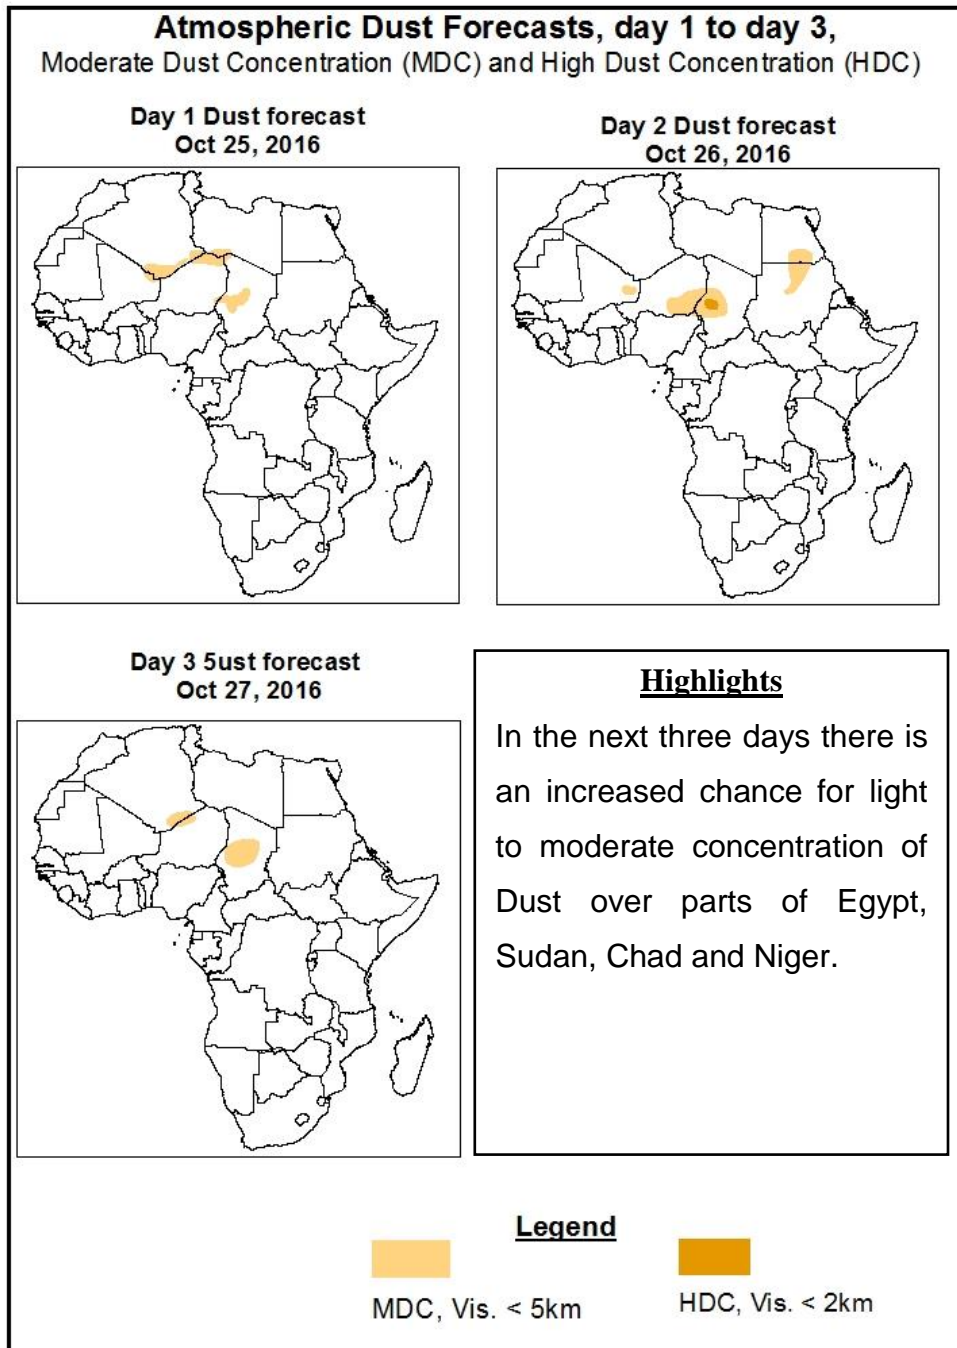 Atmospheric Dust Forecasts, day 1 to day 3,
Moderate Dust Concentration (MDC) and High Dust Concentration (HDC)
Day 1 Dust forecast
Oct 25, 2016
Day 2 Dust forecast
Oct 26, 2016
Day 3 5ust forecast
Oct 27, 2016
Highlights
In the next three days there is
an increased chance for light
to moderate concentration of
Dust over parts of Egypt,
Sudan, Chad and Niger.
Legend
MDC, Vis. < 5km
HDC, Vis. < 2km